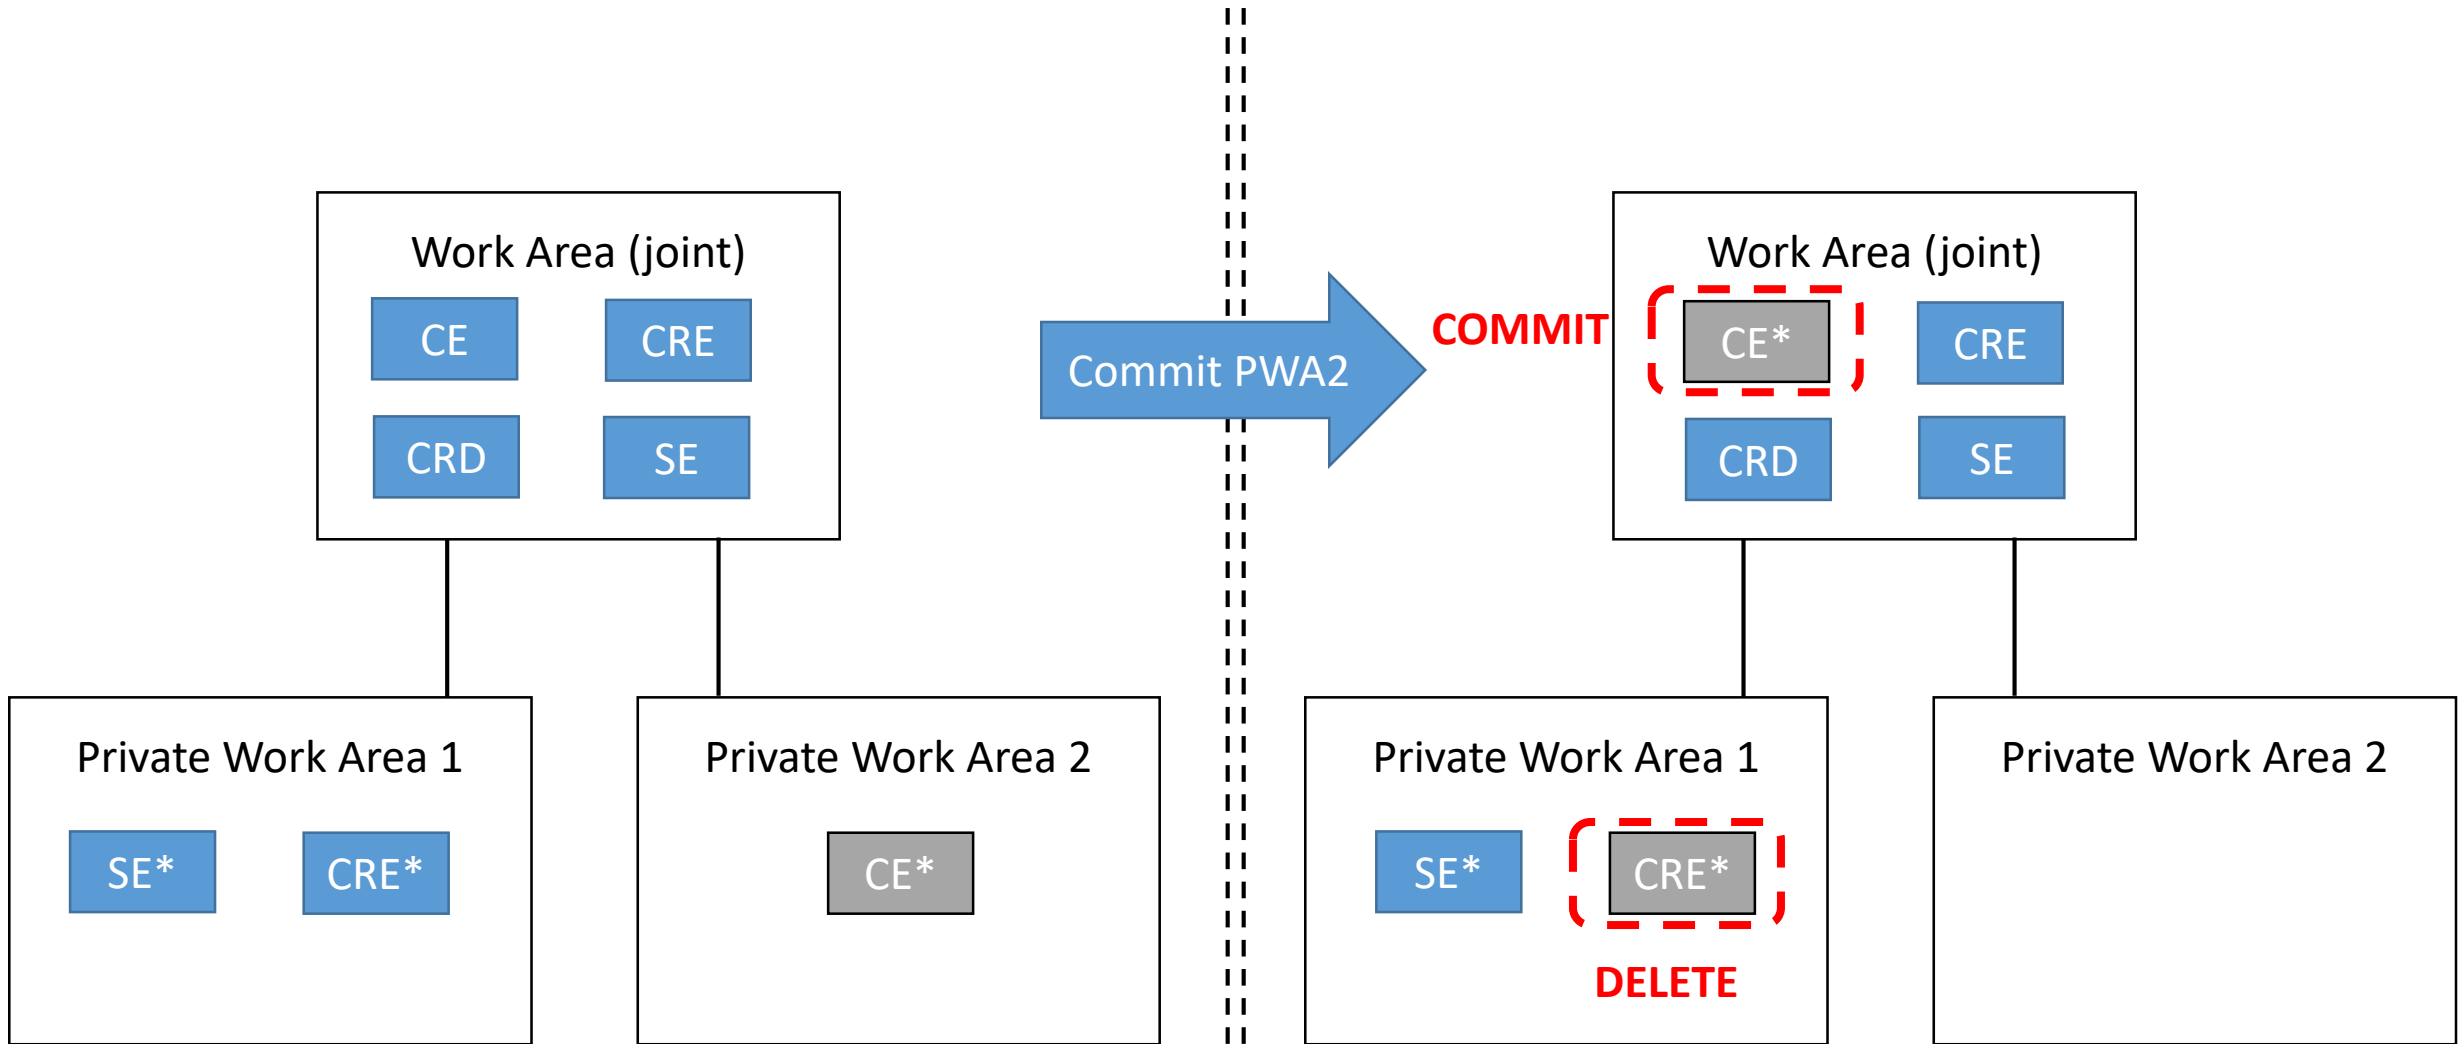 Work Area (joint)
CE
CRE
CRD
SE
Private Work Area 1
SE*
CRE*
Private Work Area 2
CE*
Commit PWA2
COMMIT
Work Area (joint)
CE*
CRE
CRD
SE
Private Work Area 1
SE*
CRE*
DELETE
Private Work Area 2